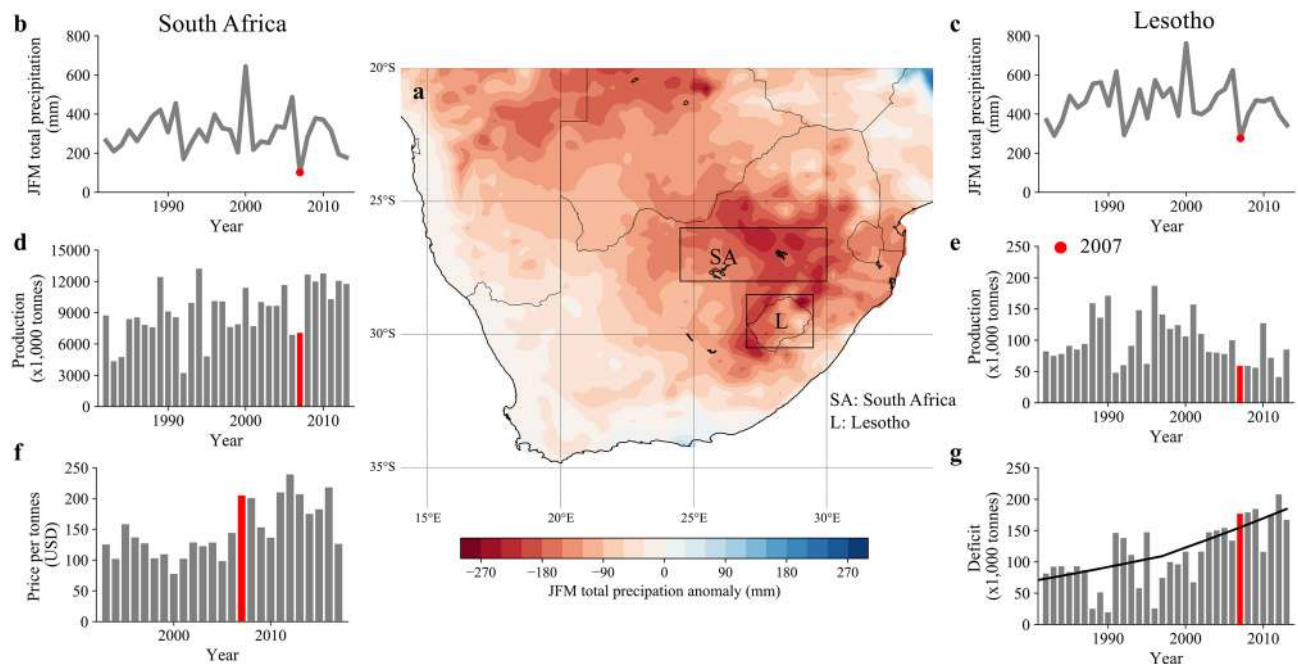 b South Africa
JFM total precipitation
(mm)
800
600
400
200
0
1990 2000 2010
Year
d
Production
(x1,000 tonnes)
15000
12000
9000
6000
3000
0
1990 2000 2010
Year
f
Price per tonnes
(USD)
250
200
150
100
50
0
2000 2010
Year
a
20°S
25°S
30°S
35°S
15°E 20°E 25°E 30°E
SA
L
SA: South Africa
L: Lesotho
−270 −180 −90 0 90 180 270
JFM total precipation anomaly (mm)
c Lesotho
JFM total precipitation
(mm)
800
600
400
200
0
1990 2000 2010
Year
e
2007
Production
(x1,000 tonnes)
250
200
150
100
50
0
1990 2000 2010
Year
g
Deficit
(x1,000 tonnes)
250
200
150
100
50
0
1990 2000 2010
Year